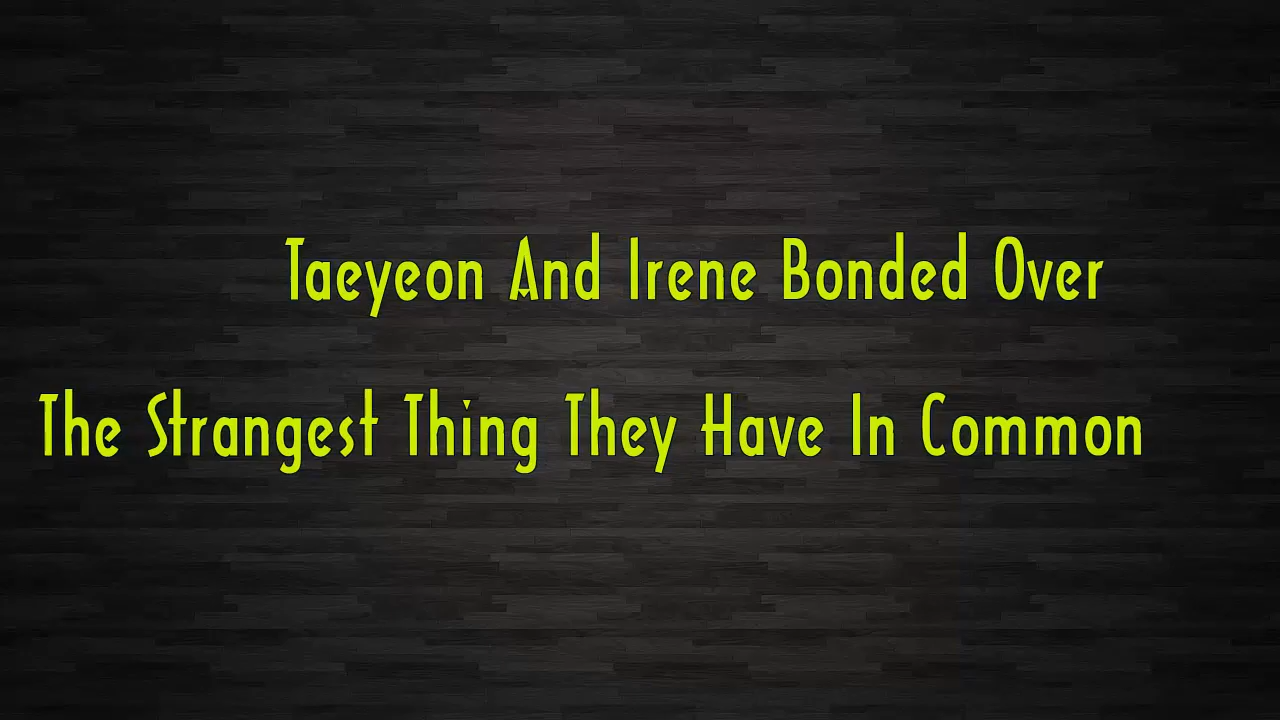 Taeyeon And Irene Bonded Over
The Strangest Thing They Have In Common